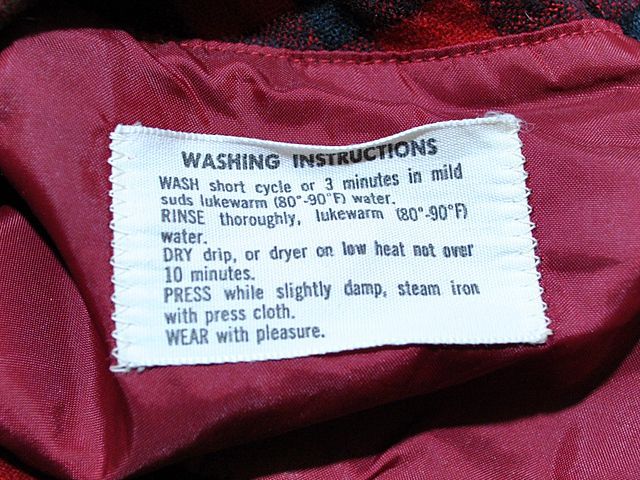 WASHING INSTRUCTIONS
WASH short cycle or 3 minutes in mild
suds lukewarm (80°-90°F) water.
RINSE thoroughly, lukewarm (80°-90°F)
water.
DRY drip, or dryer on low heat not over
10 minutes.
PRESS while slightly damp, steam iron
with press cloth.
WEAR with pleasure.